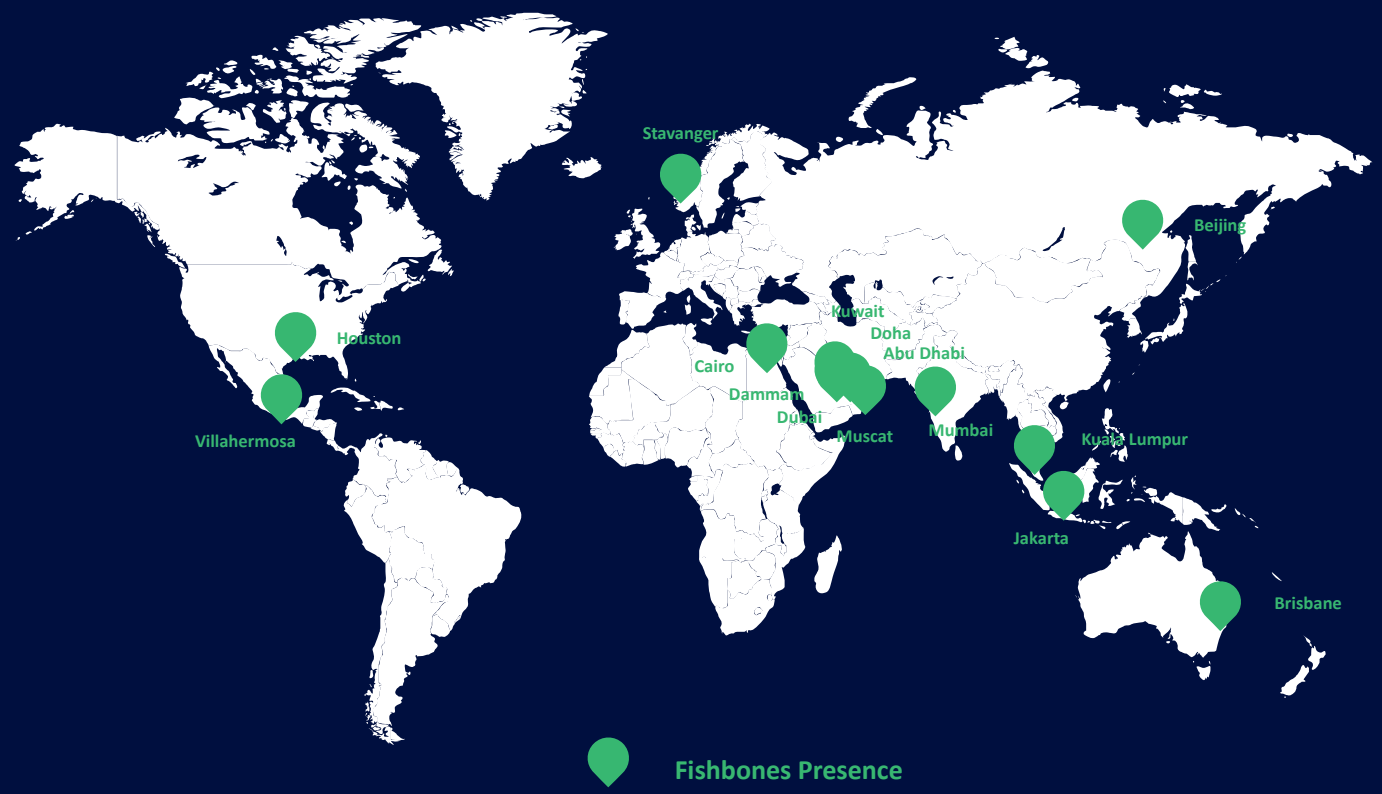 Stavanger
Beijing
Kuwait
Doha
Houston
Abu Dhabi
Cairo
Dammam
Dubai
Mumbai
Muscat
Kuala Lumpur
Villahermosa
Jakarta
Brisbane
Fishbones Presence